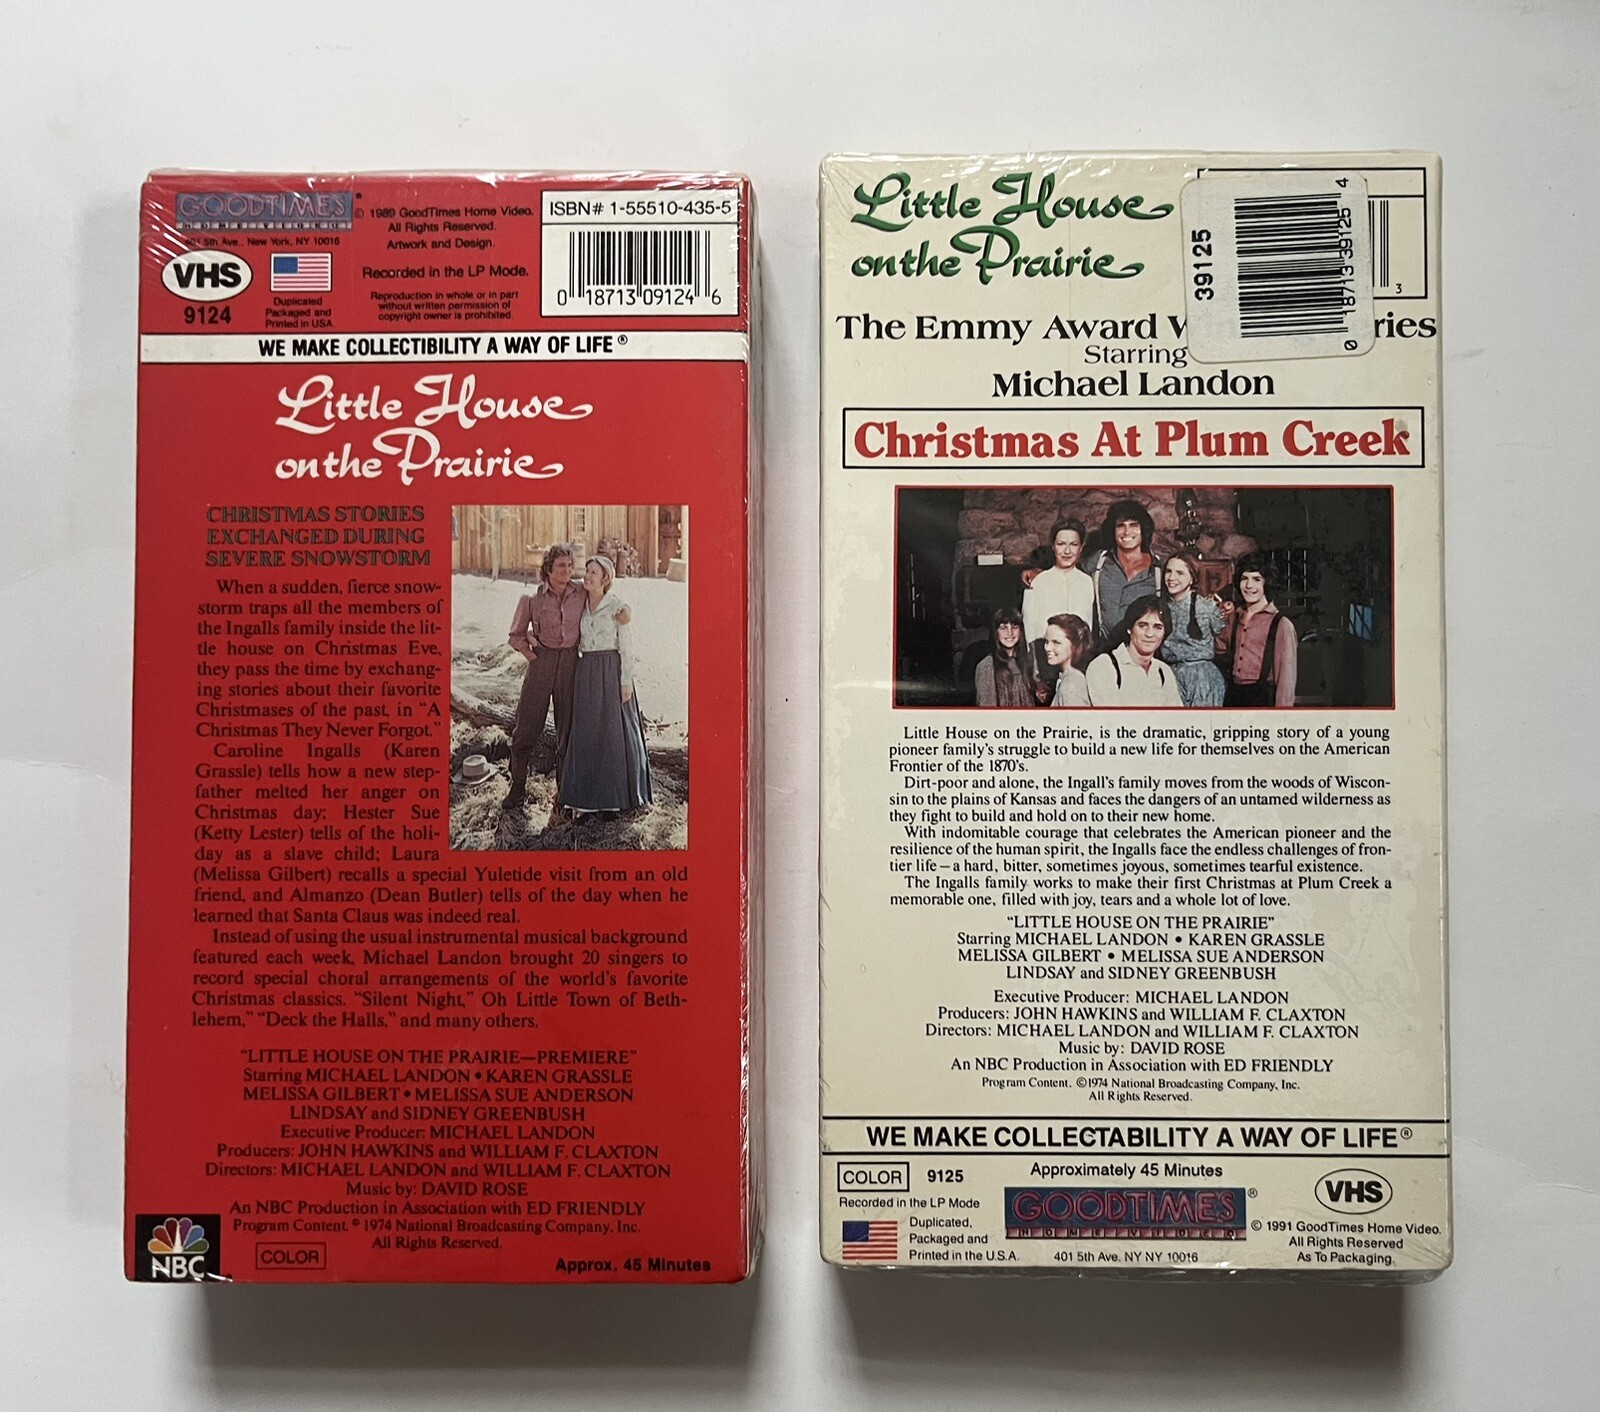 GOODTIMES
HOME VIDEO
401 5th Ave., New York, NY 10016
VHS
9124
Duplicated
Packaged and
Printed in USA
© 1989 GoodTimes Home Video.
All Rights Reserved.
Artwork and Design.
Recorded in the LP Mode.
Reproduction in whole or in part
without written permission of
copyright owner is prohibited.
ISBN# 1-55510-435-5
0 18713 09124 6
WE MAKE COLLECTIBILITY A WAY OF LIFE®
Little House
on the Prairie
CHRISTMAS STORIES
EXCHANGED DURING
SEVERE SNOWSTORM
When a sudden, fierce snow-
storm traps all the members of
the Ingalls family inside the lit-
tle house on Christmas Eve,
they pass the time by exchang-
ing stories about their favorite
Christmases of the past, in “A
Christmas They Never Forgot.”
Caroline Ingalls (Karen
Grassle) tells how a new step-
father melted her anger on
Christmas day; Hester Sue
(Ketty Lester) tells of the holi-
day as a slave child; Laura
(Melissa Gilbert) recalls a special Yuletide visit from an old
friend, and Almanzo (Dean Butler) tells of the day when he
learned that Santa Claus was indeed real.
Instead of using the usual instrumental musical background
featured each week, Michael Landon brought 20 singers to
record special choral arrangements of the world's favorite
Christmas classics. “Silent Night,” Oh Little Town of Beth-
lehem,” “Deck the Halls,” and many others.
“LITTLE HOUSE ON THE PRAIRIE—PREMIERE”
Starring MICHAEL LANDON • KAREN GRASSLE
MELISSA GILBERT • MELISSA SUE ANDERSON
LINDSAY and SIDNEY GREENBUSH
Executive Producer: MICHAEL LANDON
Producers: JOHN HAWKINS and WILLIAM F. CLAXTON
Directors: MICHAEL LANDON and WILLIAM F. CLAXTON
Music by: DAVID ROSE
An NBC Production in Association with ED FRIENDLY
Program Content. © 1974 National Broadcasting Company, Inc.
All Rights Reserved.
NBC
COLOR
Approx. 45 Minutes
Little House
on the Prairie
39125
0 18713 39125 4
3
The Emmy Award
Starring
Michael Landon
Christmas At Plum Creek
Little House on the Prairie, is the dramatic, gripping story of a young
pioneer family's struggle to build a new life for themselves on the American
Frontier of the 1870's.
Dirt-poor and alone, the Ingall's family moves from the woods of Wiscon-
sin to the plains of Kansas and faces the dangers of an untamed wilderness as
they fight to build and hold on to their new home.
With indomitable courage that celebrates the American pioneer and the
resilience of the human spirit, the Ingalls face the endless challenges of fron-
tier life—a hard, bitter, sometimes joyous, sometimes tearful existence.
The Ingalls family works to make their first Christmas at Plum Creek a
memorable one, filled with joy, tears and a whole lot of love.
“LITTLE HOUSE ON THE PRAIRIE”
Starring MICHAEL LANDON • KAREN GRASSLE
MELISSA GILBERT • MELISSA SUE ANDERSON
LINDSAY and SIDNEY GREENBUSH
Executive Producer: MICHAEL LANDON
Producers: JOHN HAWKINS and WILLIAM F. CLAXTON
Directors: MICHAEL LANDON and WILLIAM F. CLAXTON
Music by: DAVID ROSE
An NBC Production in Association with ED FRIENDLY
Program Content. ©1974 National Broadcasting Company, Inc.
All Rights Reserved.
WE MAKE COLLECTABILITY A WAY OF LIFE®
COLOR 9125
Recorded in the LP Mode
Duplicated,
Packaged and
Printed in the U.S.A.
Approximately 45 Minutes
GOODTIMES®
HOME VIDEO
401 5th Ave. NY NY 10016
VHS
© 1991 GoodTimes Home Video.
All Rights Reserved
As To Packaging.